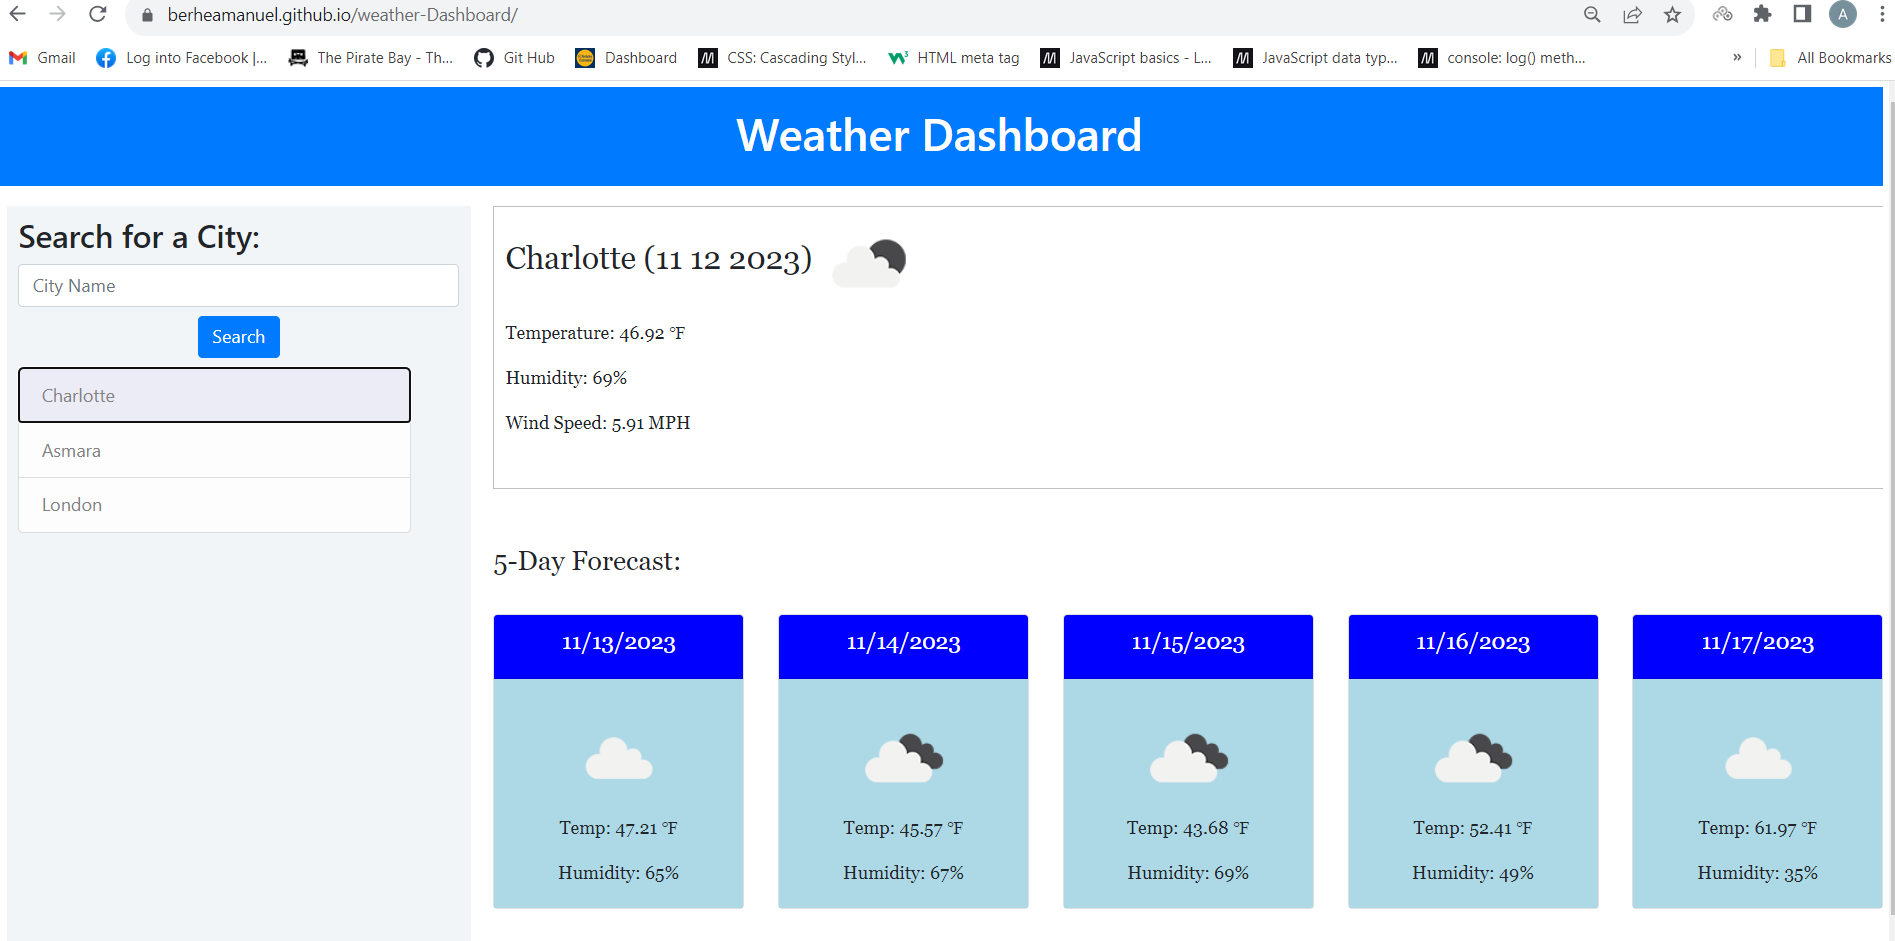 berheamanuel.github.io/weather-Dashboard/
A
Gmail
Log into Facebook |...
The Pirate Bay - Th...
Git Hub
Dashboard
CSS: Cascading Styl...
HTML meta tag
JavaScript basics - L...
JavaScript data typ...
console: log() meth...
»
All Bookmarks
Weather Dashboard
Search for a City:
City Name
Search
Charlotte
Asmara
London
Charlotte (11 12 2023)
Temperature: 46.92 °F
Humidity: 69%
Wind Speed: 5.91 MPH
5-Day Forecast:
11/13/2023
Temp: 47.21 °F
Humidity: 65%
11/14/2023
Temp: 45.57 °F
Humidity: 67%
11/15/2023
Temp: 43.68 °F
Humidity: 69%
11/16/2023
Temp: 52.41 °F
Humidity: 49%
11/17/2023
Temp: 61.97 °F
Humidity: 35%